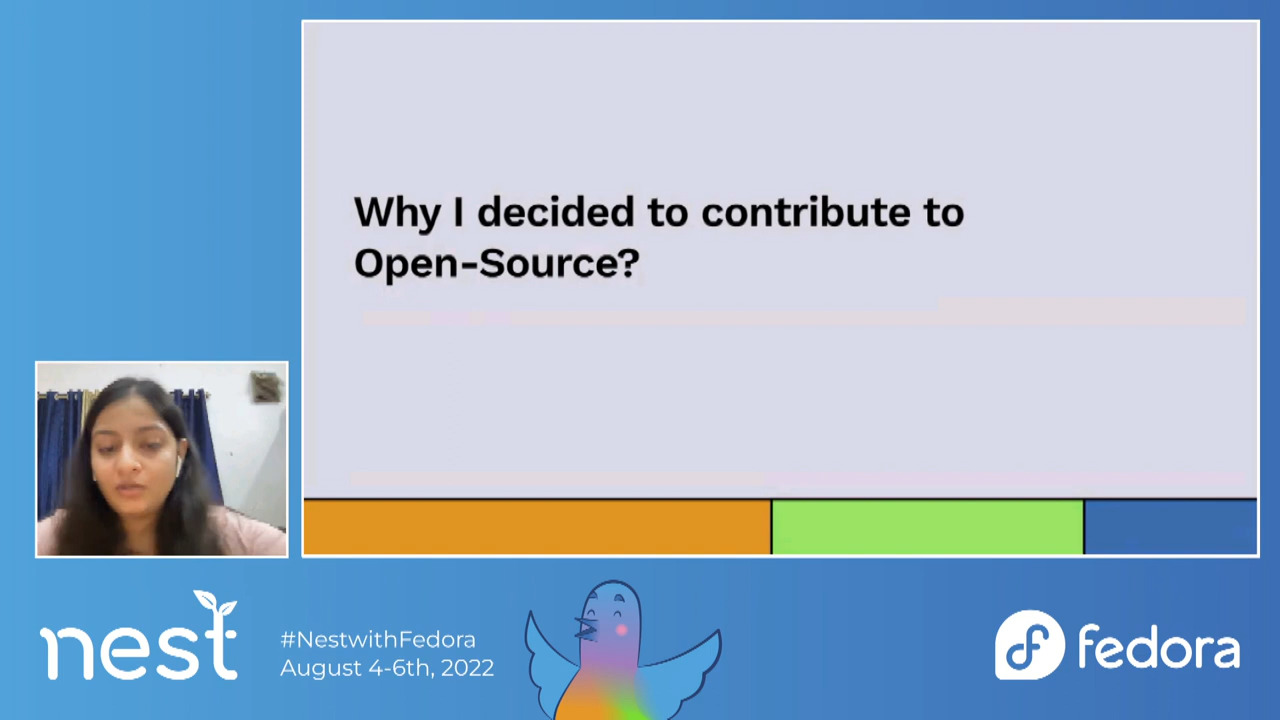 Why I decided to contribute to
Open-Source?
nest
#NestwithFedora
August 4-6th, 2022
fedora